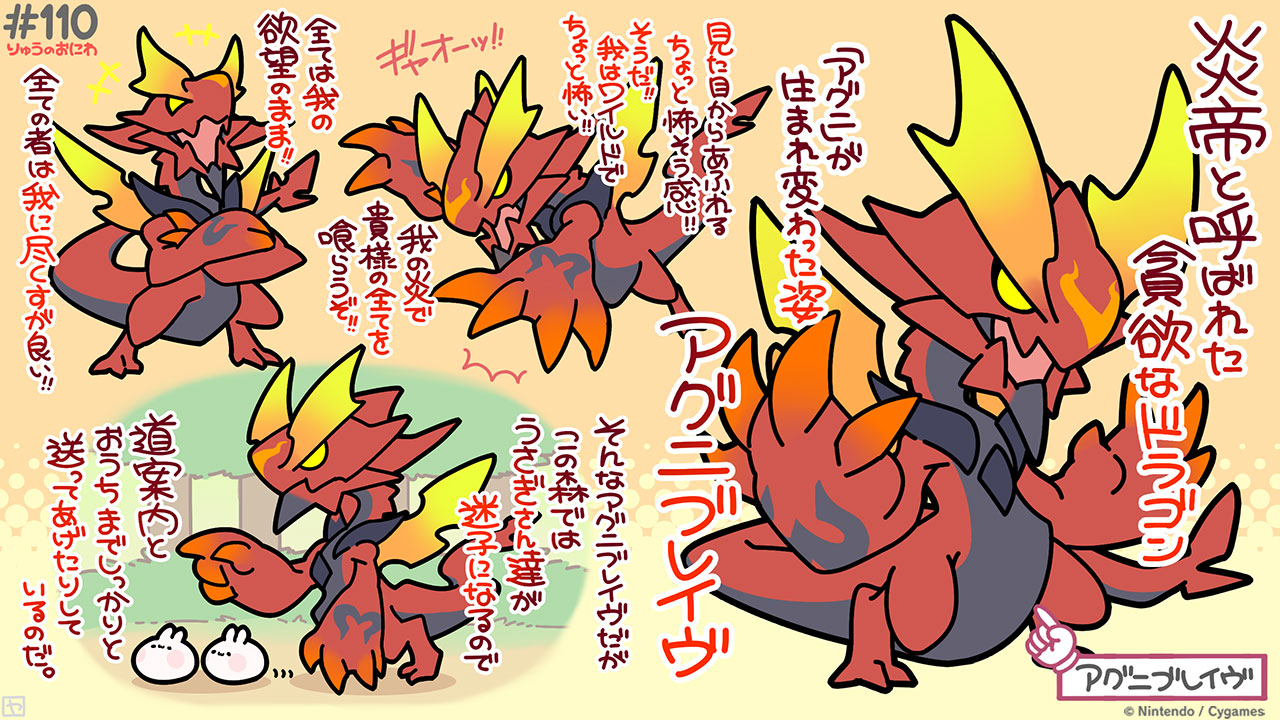 #110
りゅうのおにわ
炎帝と呼ばれた
貪欲なドラゴン
「アグニ」が
住まれ変わった姿
アグニブレイヴ
見た目からあふれる
ちょっと怖そう感!!
そうだ!!
我はワイルドで
ちょっと怖い!!
ギャオーッ!!
我の炎で
貴様の全てを
喰らうぞ!!
全ては我の
欲望のまま!!
全ての者は我に尽くすが良い!!
そんなアグニブレイヴだが
この森では
うさぎさん達が
迷子になるので
道案内と
おうちまでしっかりと
送ってあげたりして
いるのだ。
アグニブレイヴ
© Nintendo / Cygames
ヤ